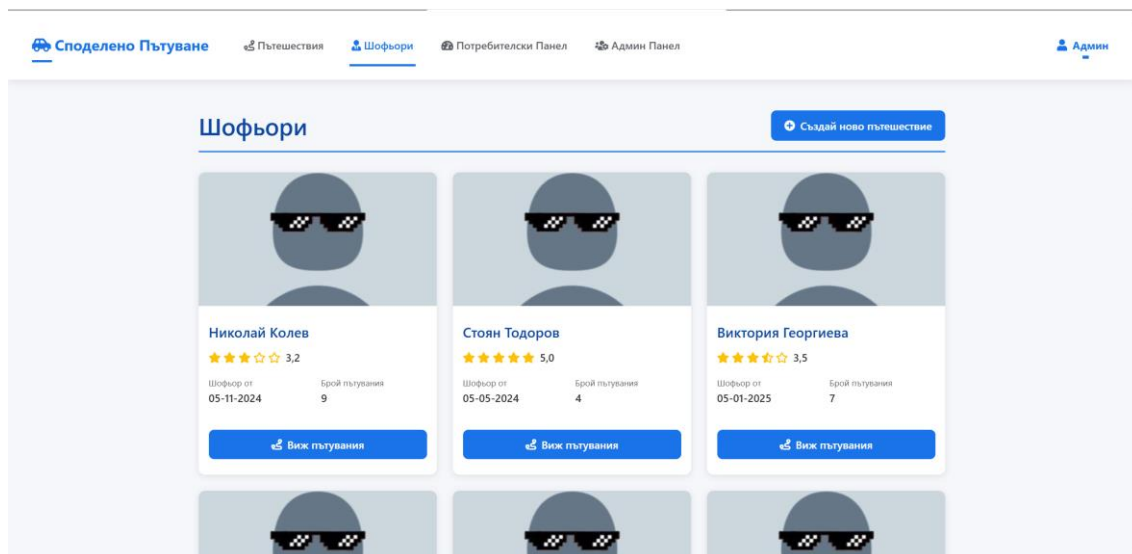 Споделено Пътуване Пътешествия Шофьори Потребителски Панел Админ Панел Админ
Шофьори Създай ново пътешествие
Николай Колев Стоян Тодоров Виктория Георгиева
3,2 5,0 3,5
Шофьор от Брой пътувания Шофьор от Брой пътувания Шофьор от Брой пътувания
05-11-2024 9 05-05-2024 4 05-01-2025 7
Виж пътувания Виж пътувания Виж пътувания